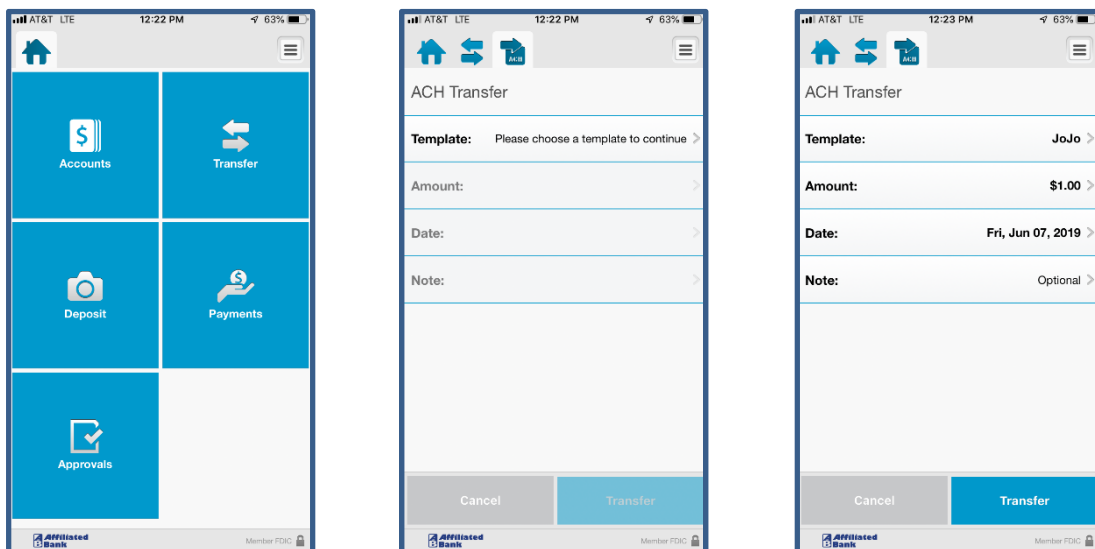 AT&T LTE 12:22 PM 63%
Accounts
Transfer
Deposit
Payments
Approvals
Affiliated
Bank
Member FDIC
AT&T LTE 12:22 PM 63%
ACH
ACH Transfer
Template: Please choose a template to continue
Amount:
Date:
Note:
Cancel
Transfer
Affiliated
Bank
Member FDIC
AT&T LTE 12:23 PM 63%
ACH
ACH Transfer
Template: JoJo
Amount: $1.00
Date: Fri, Jun 07, 2019
Note: Optional
Cancel
Transfer
Affiliated
Bank
Member FDIC